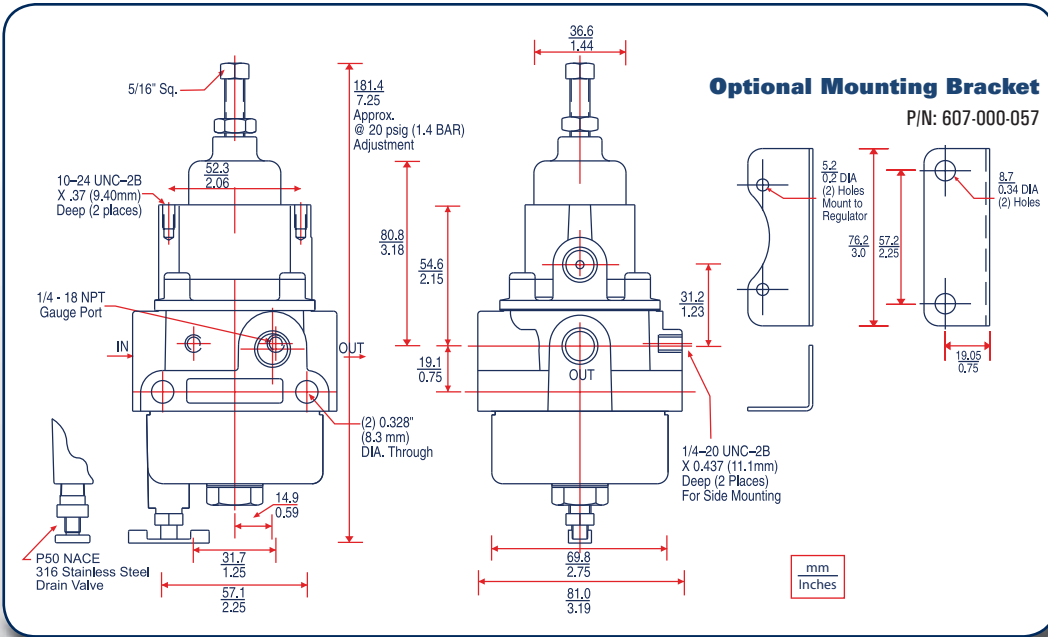 36.6
1.44
5/16" Sq.
181.4
7.25
Approx.
@ 20 psig (1.4 BAR)
Adjustment
Optional Mounting Bracket
P/N: 607-000-057
10–24 UNC–2B
X .37 (9.40mm)
Deep (2 places)
52.3
2.06
5.2
0.2 DIA
(2) Holes
Mount to
Regulator
8.7
0.34 DIA
(2) Holes
80.8
3.18
54.6
2.15
76.2
3.0
57.2
2.25
31.2
1.23
1/4 - 18 NPT
Gauge Port
IN
OUT
OUT
19.1
0.75
19.05
0.75
(2) 0.328"
(8.3 mm)
DIA. Through
1/4–20 UNC–2B
X 0.437 (11.1mm)
Deep (2 Places)
For Side Mounting
14.9
0.59
P50 NACE
316 Stainless Steel
Drain Valve
31.7
1.25
57.1
2.25
69.8
2.75
81.0
3.19
mm
Inches